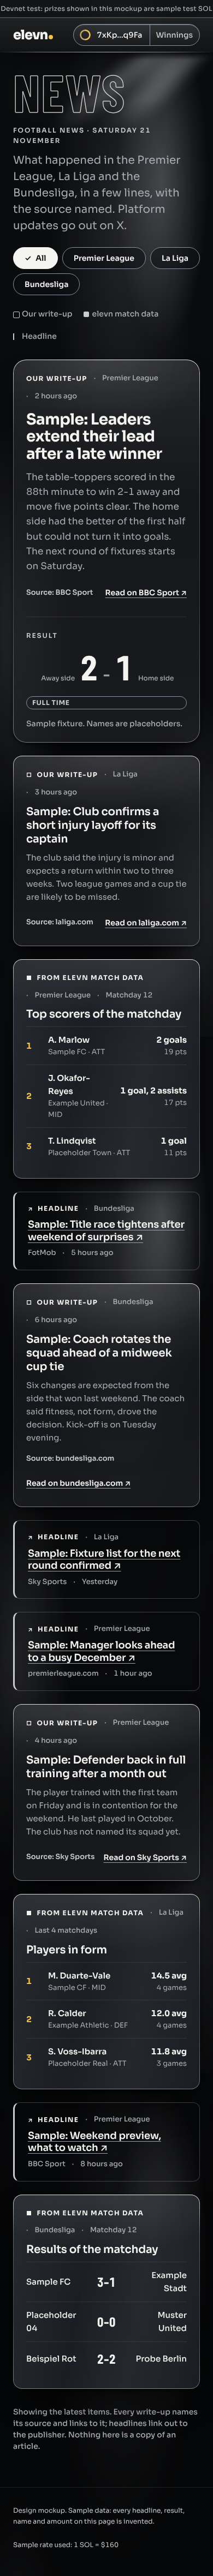 Devnet test: prizes shown in this mockup are sample test SOL
elevn.
7xKp...q9Fa
Winnings
NEWS
FOOTBALL NEWS · SATURDAY 21
NOVEMBER
What happened in the Premier
League, La Liga and the
Bundesliga, in a few lines, with
the source named. Platform
updates go out on X.
✓ All
Premier League
La Liga
Bundesliga
Our write-up
elevn match data
Headline
OUR WRITE-UP · Premier League
· 2 hours ago
Sample: Leaders
extend their lead
after a late winner
The table-toppers scored in the
88th minute to win 2-1 away and
move five points clear. The home
side had the better of the first half
but could not turn it into goals.
The next round of fixtures starts
on Saturday.
Source: BBC Sport
Read on BBC Sport ↗
RESULT
Away side 2 - 1 Home side
FULL TIME
Sample fixture. Names are placeholders.
OUR WRITE-UP · La Liga
· 3 hours ago
Sample: Club confirms a
short injury layoff for its
captain
The club said the injury is minor and
expects a return within two to three
weeks. Two league games and a cup tie
are likely to be missed.
Source: laliga.com
Read on laliga.com ↗
FROM ELEVN MATCH DATA
· Premier League · Matchday 12
Top scorers of the matchday
1 A. Marlow 2 goals
Sample FC · ATT 19 pts
2 J. Okafor-
Reyes 1 goal, 2 assists
Example United · 17 pts
MID
3 T. Lindqvist 1 goal
Placeholder Town · ATT 11 pts
↗ HEADLINE · Bundesliga
Sample: Title race tightens after
weekend of surprises ↗
FotMob · 5 hours ago
OUR WRITE-UP · Bundesliga
· 6 hours ago
Sample: Coach rotates the
squad ahead of a midweek
cup tie
Six changes are expected from the
side that won last weekend. The coach
said fitness, not form, drove the
decision. Kick-off is on Tuesday
evening.
Source: bundesliga.com
Read on bundesliga.com ↗
↗ HEADLINE · La Liga
Sample: Fixture list for the next
round confirmed ↗
Sky Sports · Yesterday
↗ HEADLINE · Premier League
Sample: Manager looks ahead
to a busy December ↗
premierleague.com · 1 hour ago
OUR WRITE-UP · Premier League
· 4 hours ago
Sample: Defender back in full
training after a month out
The player trained with the first team
on Friday and is in contention for the
weekend. He last played in October.
The club has not named its squad yet.
Source: Sky Sports
Read on Sky Sports ↗
FROM ELEVN MATCH DATA · La Liga
· Last 4 matchdays
Players in form
1 M. Duarte-Vale 14.5 avg
Sample CF · MID 4 games
2 R. Calder 12.0 avg
Example Athletic · DEF 4 games
3 S. Voss-Ibarra 11.8 avg
Placeholder Real · ATT 3 games
↗ HEADLINE · Premier League
Sample: Weekend preview,
what to watch ↗
BBC Sport · 8 hours ago
FROM ELEVN MATCH DATA
· Bundesliga · Matchday 12
Results of the matchday
Sample FC 3-1 Example
Stadt
Placeholder
04 0-0 Muster
United
Beispiel Rot 2-2 Probe Berlin
Showing the latest items. Every write-up names
its source and links to it; headlines link out to
the publisher. Nothing here is a copy of an
article.
Design mockup. Sample data: every headline, result,
name and amount on this page is invented.
Sample rate used: 1 SOL = $160